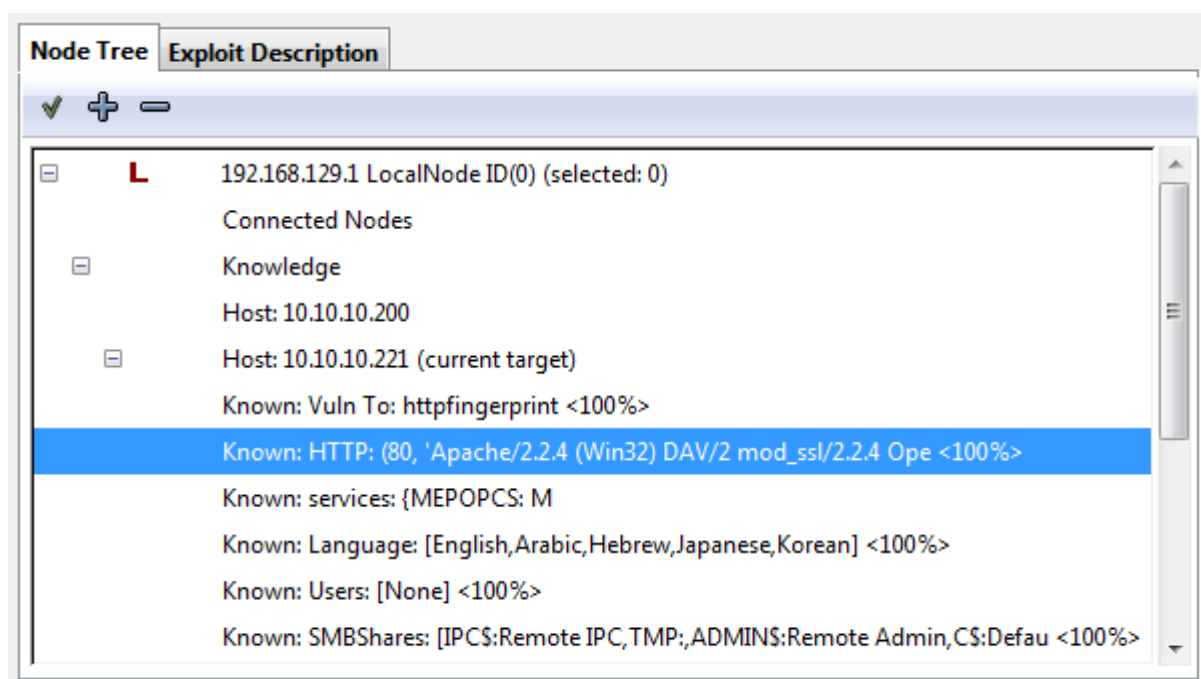 Node Tree Exploit Description
L 192.168.129.1 LocalNode ID(0) (selected: 0)
Connected Nodes
Knowledge
Host: 10.10.10.200
Host: 10.10.10.221 (current target)
Known: Vuln To: httpfingerprint <100%>
Known: HTTP: (80, 'Apache/2.2.4 (Win32) DAV/2 mod_ssl/2.2.4 Ope <100%>
Known: services: {MEPOPCS: M
Known: Language: [English,Arabic,Hebrew,Japanese,Korean] <100%>
Known: Users: [None] <100%>
Known: SMBShares: [IPC$:Remote IPC,TMP:,ADMIN$:Remote Admin,C$:Defau <100%>